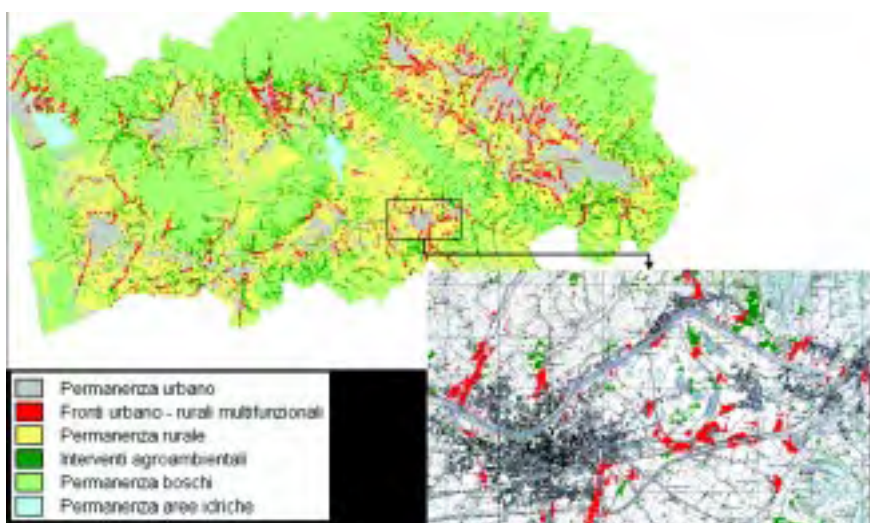 Permanenza urbano
Fronti urbano - rurali multifunzionali
Permanenza rurale
Interventi agroambientali
Permanenza boschi
Permanenza aree idriche